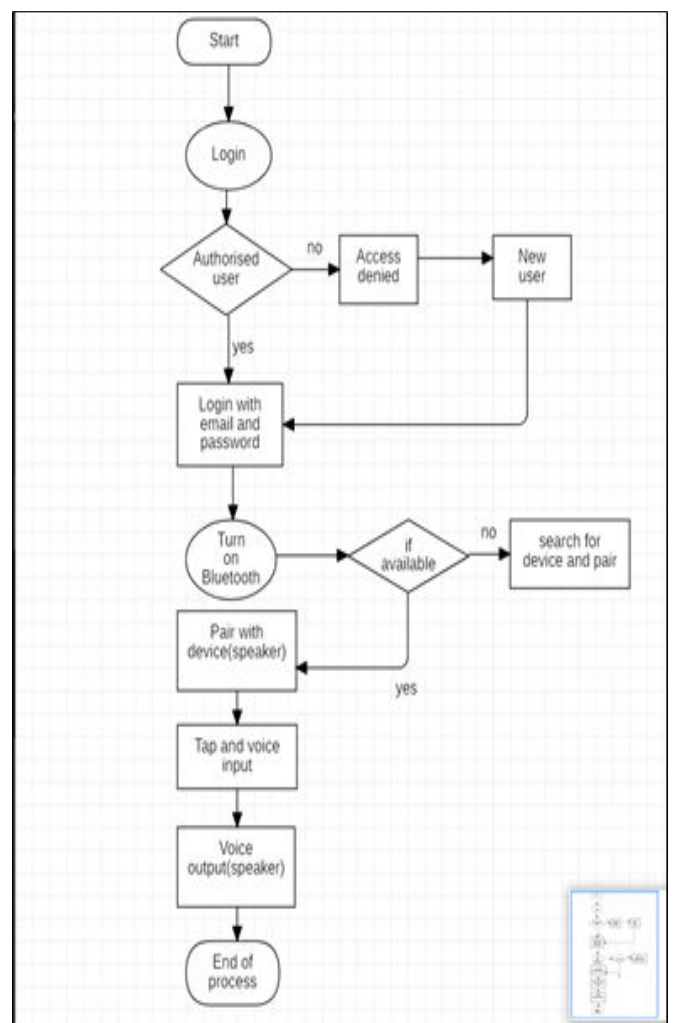 Start
Login
Authorised
user
no
Access
denied
New
user
yes
Login with
email and
password
Turn
on
Bluetooth
if
available
no
search for
device and pair
Pair with
device(speaker)
yes
Tap and voice
input
Voice
output(speaker)
End of
process